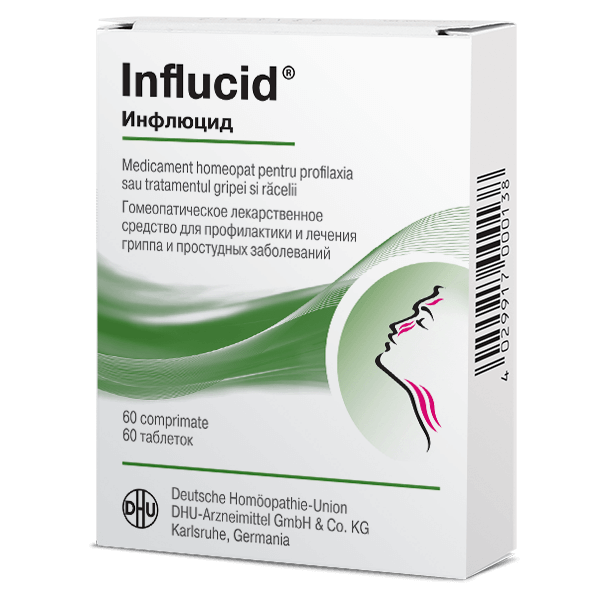 Influcid®
Инфлюцид
Medicament homeopat pentru profilaxia
sau tratamentul gripei si răcelii
Гомеопатическое лекарственное
средство для профилактики и лечения
гриппа и простудных заболеваний
60 comprimate
60 таблеток
DHU
Deutsche Homöopathie-Union
DHU-Arzneimittel GmbH & Co. KG
Karlsruhe, Germania
4 029917 000138